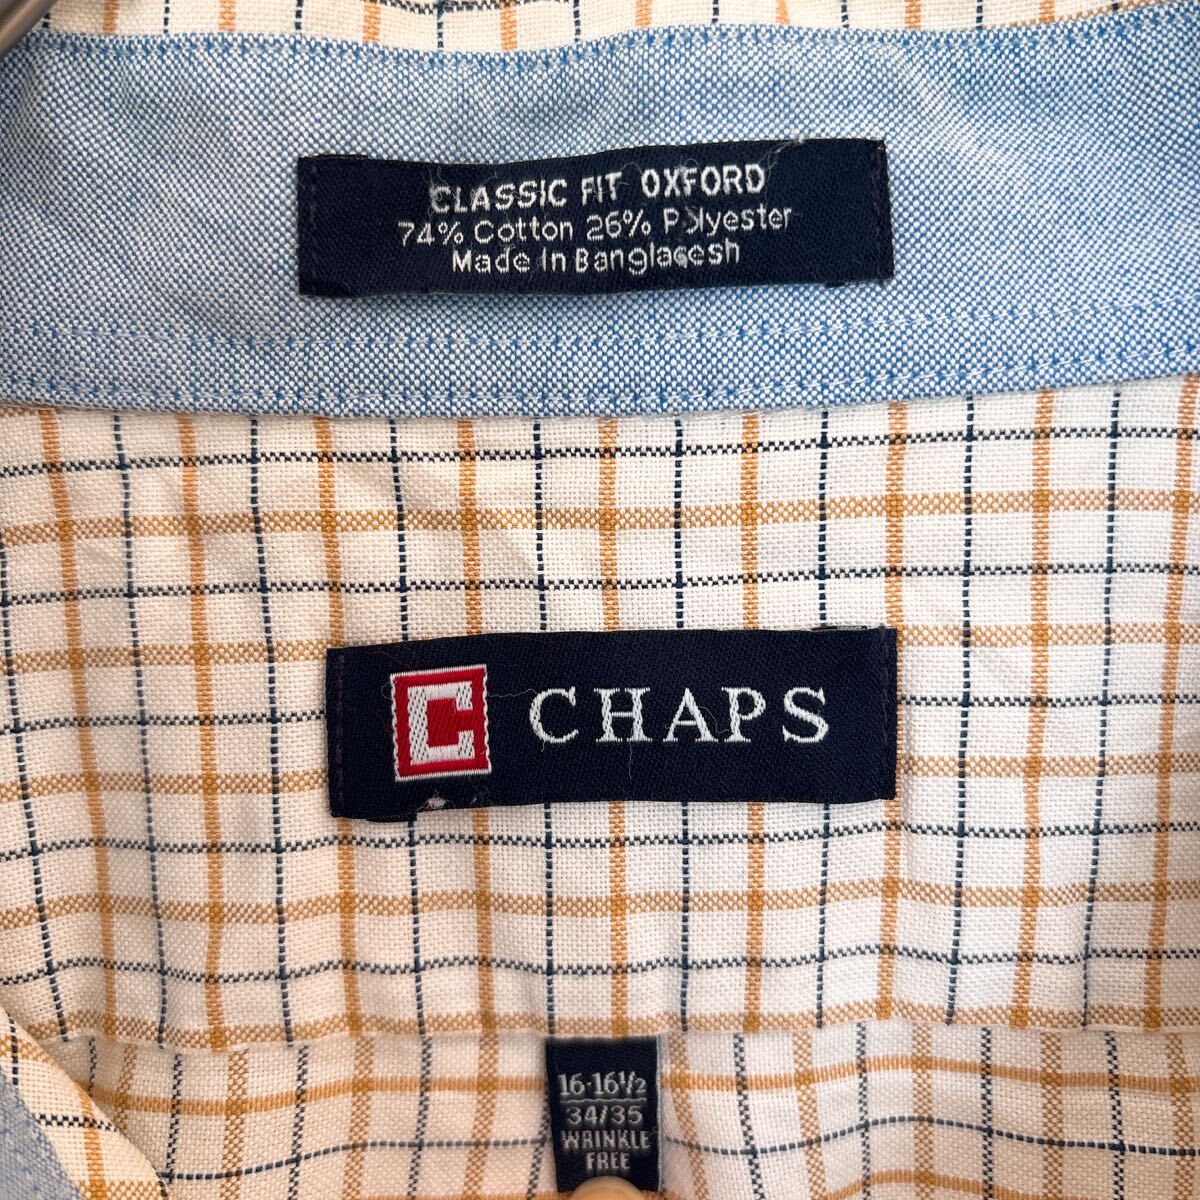 CLASSIC FIT OXFORD
74% Cotton 26% Polyester
Made In Bangladesh
C CHAPS
16-16½
34/35
WRINKLE
FREE